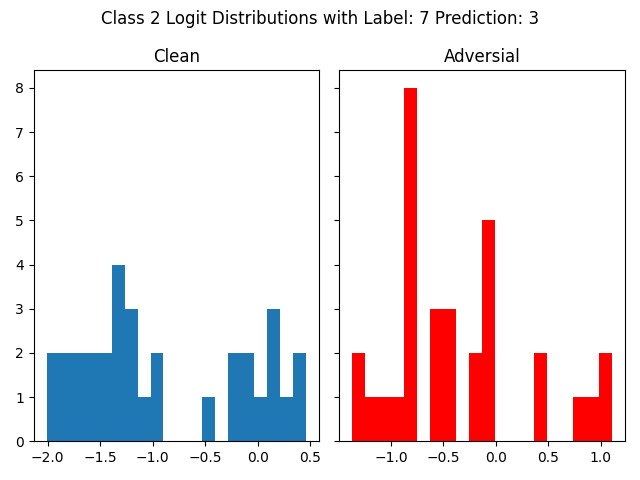 Class 2 Logit Distributions with Label: 7 Prediction: 3
Clean
Adversial
8
7
6
5
4
3
2
1
0
−2.0 −1.5 −1.0 −0.5 0.0 0.5
−1.0 −0.5 0.0 0.5 1.0